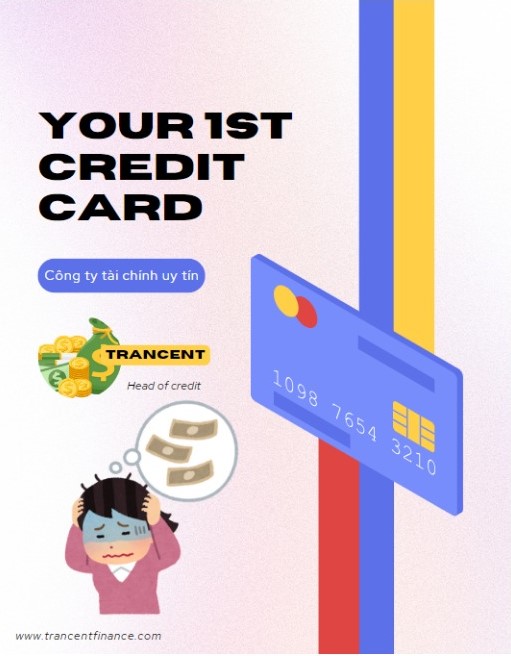 YOUR 1ST
CREDIT
CARD
Công ty tài chính uy tín
$
TRANCENT
Head of credit
1098 7654 3210
www.trancentfinance.com